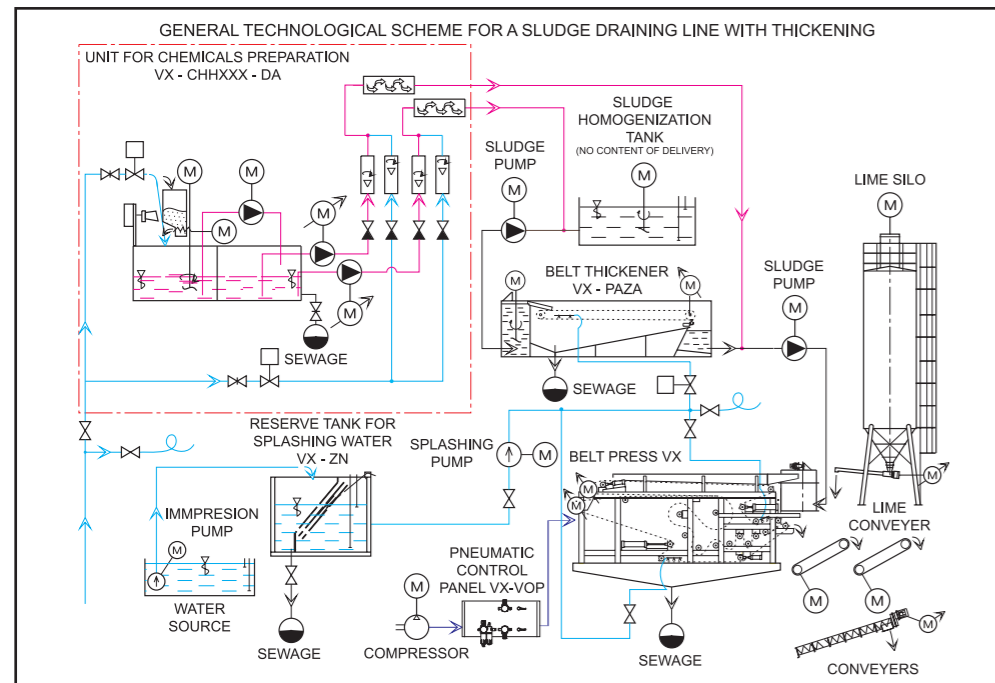 GENERAL TECHNOLOGICAL SCHEME FOR A SLUDGE DRAINING LINE WITH THICKENING
UNIT FOR CHEMICALS PREPARATION
VX - CHHXXX - DA
SLUDGE
HOMOGENIZATION
TANK
(NO CONTENT OF DELIVERY)
SLUDGE
PUMP
M
M
LIME SILO
M
M
M
M
M
M
SEWAGE
BELT THICKENER
VX - PAZA
M
M
SLUDGE
PUMP
M
SEWAGE
RESERVE TANK FOR
SPLASHING WATER
VX - ZN
SPLASHING
PUMP
M
BELT PRESS VX
M
M
M
IMMPRESION
PUMP
M
WATER
SOURCE
SEWAGE
PNEUMATIC
CONTROL
PANEL VX-VOP
M
COMPRESSOR
SEWAGE
LIME
CONVEYER
M
M
M
CONVEYERS